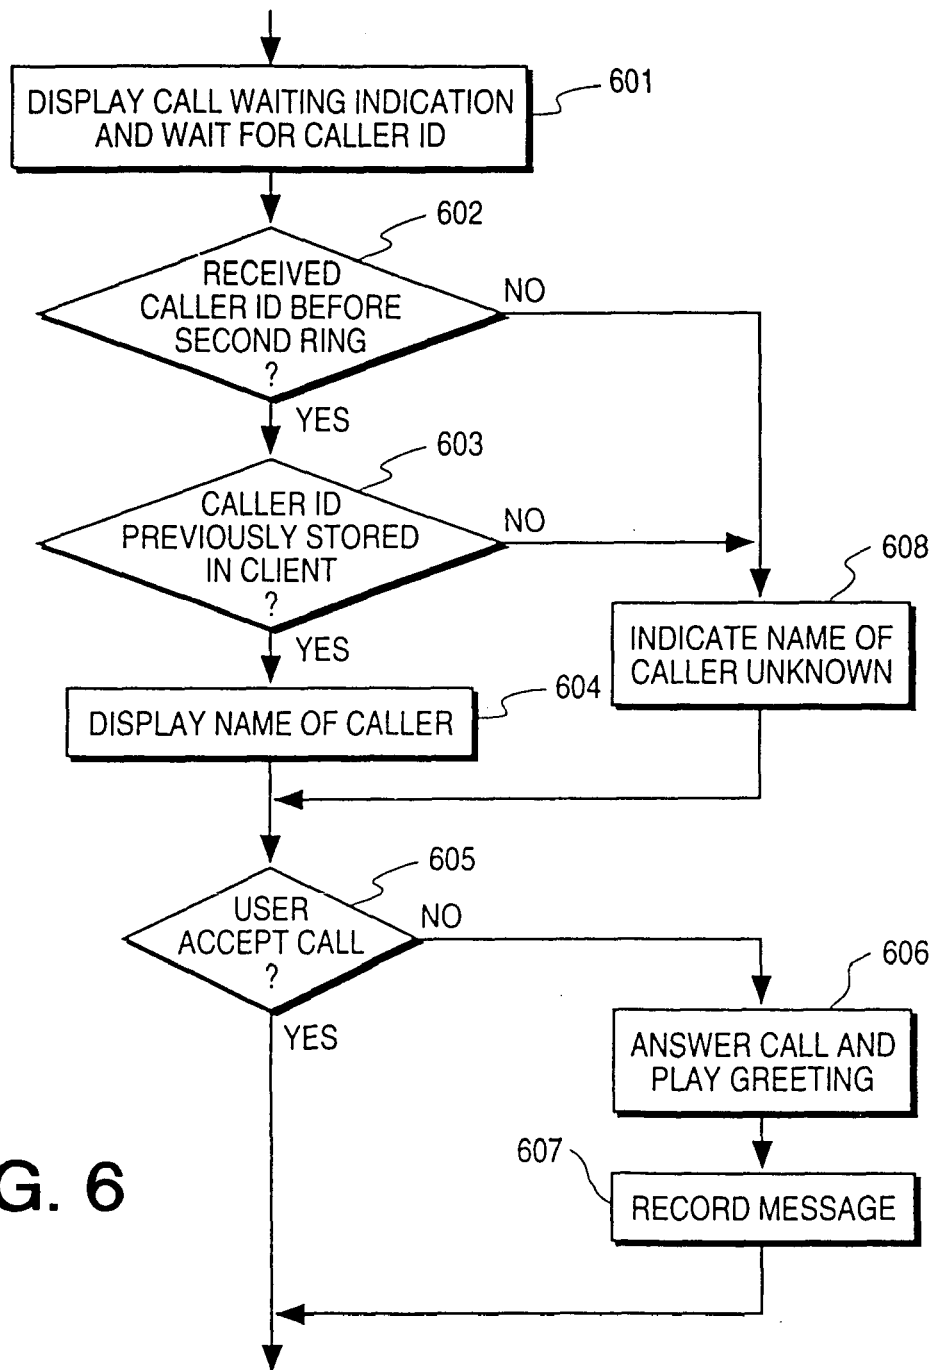 601
DISPLAY CALL WAITING INDICATION
AND WAIT FOR CALLER ID
602
RECEIVED
CALLER ID BEFORE
SECOND RING
?
NO
YES
603
CALLER ID
PREVIOUSLY STORED
IN CLIENT
?
NO
YES
608
INDICATE NAME OF
CALLER UNKNOWN
604
DISPLAY NAME OF CALLER
605
USER
ACCEPT CALL
?
NO
YES
606
ANSWER CALL AND
PLAY GREETING
607
RECORD MESSAGE
G. 6